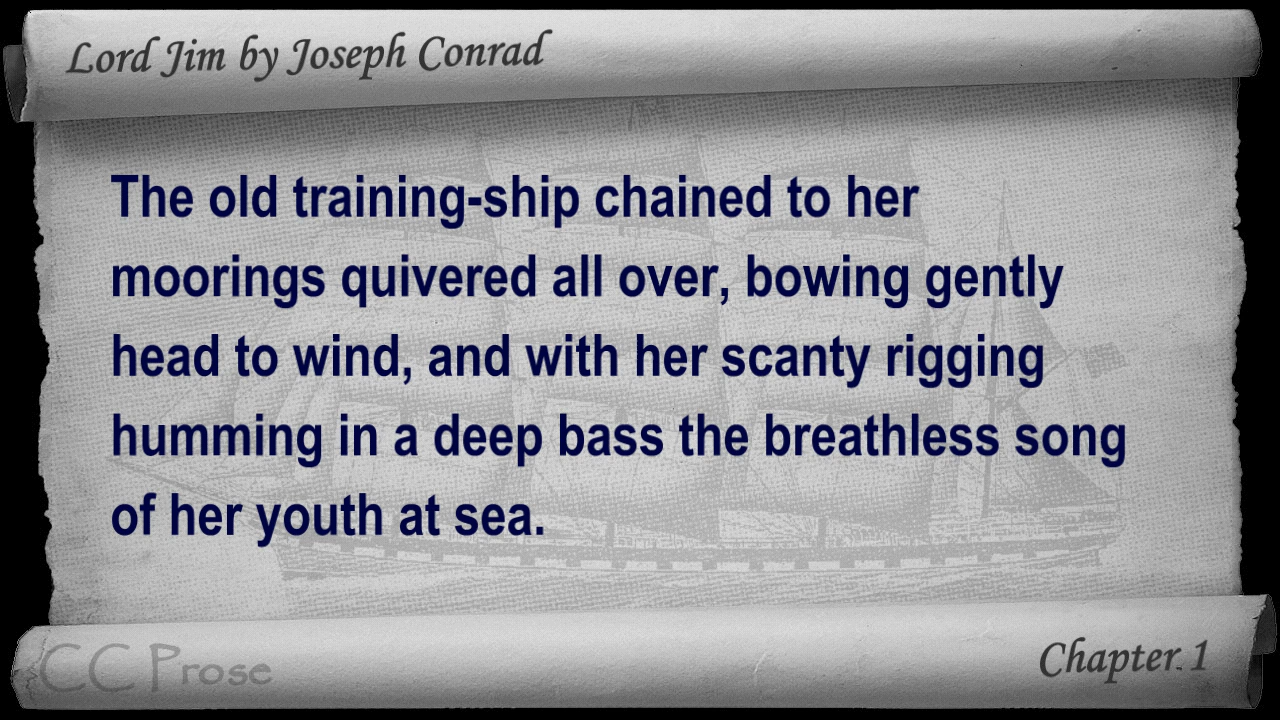 Lord Jim by Joseph Conrad
The old training-ship chained to her
moorings quivered all over, bowing gently
head to wind, and with her scanty rigging
humming in a deep bass the breathless song
of her youth at sea.
CC Prose
Chapter 1